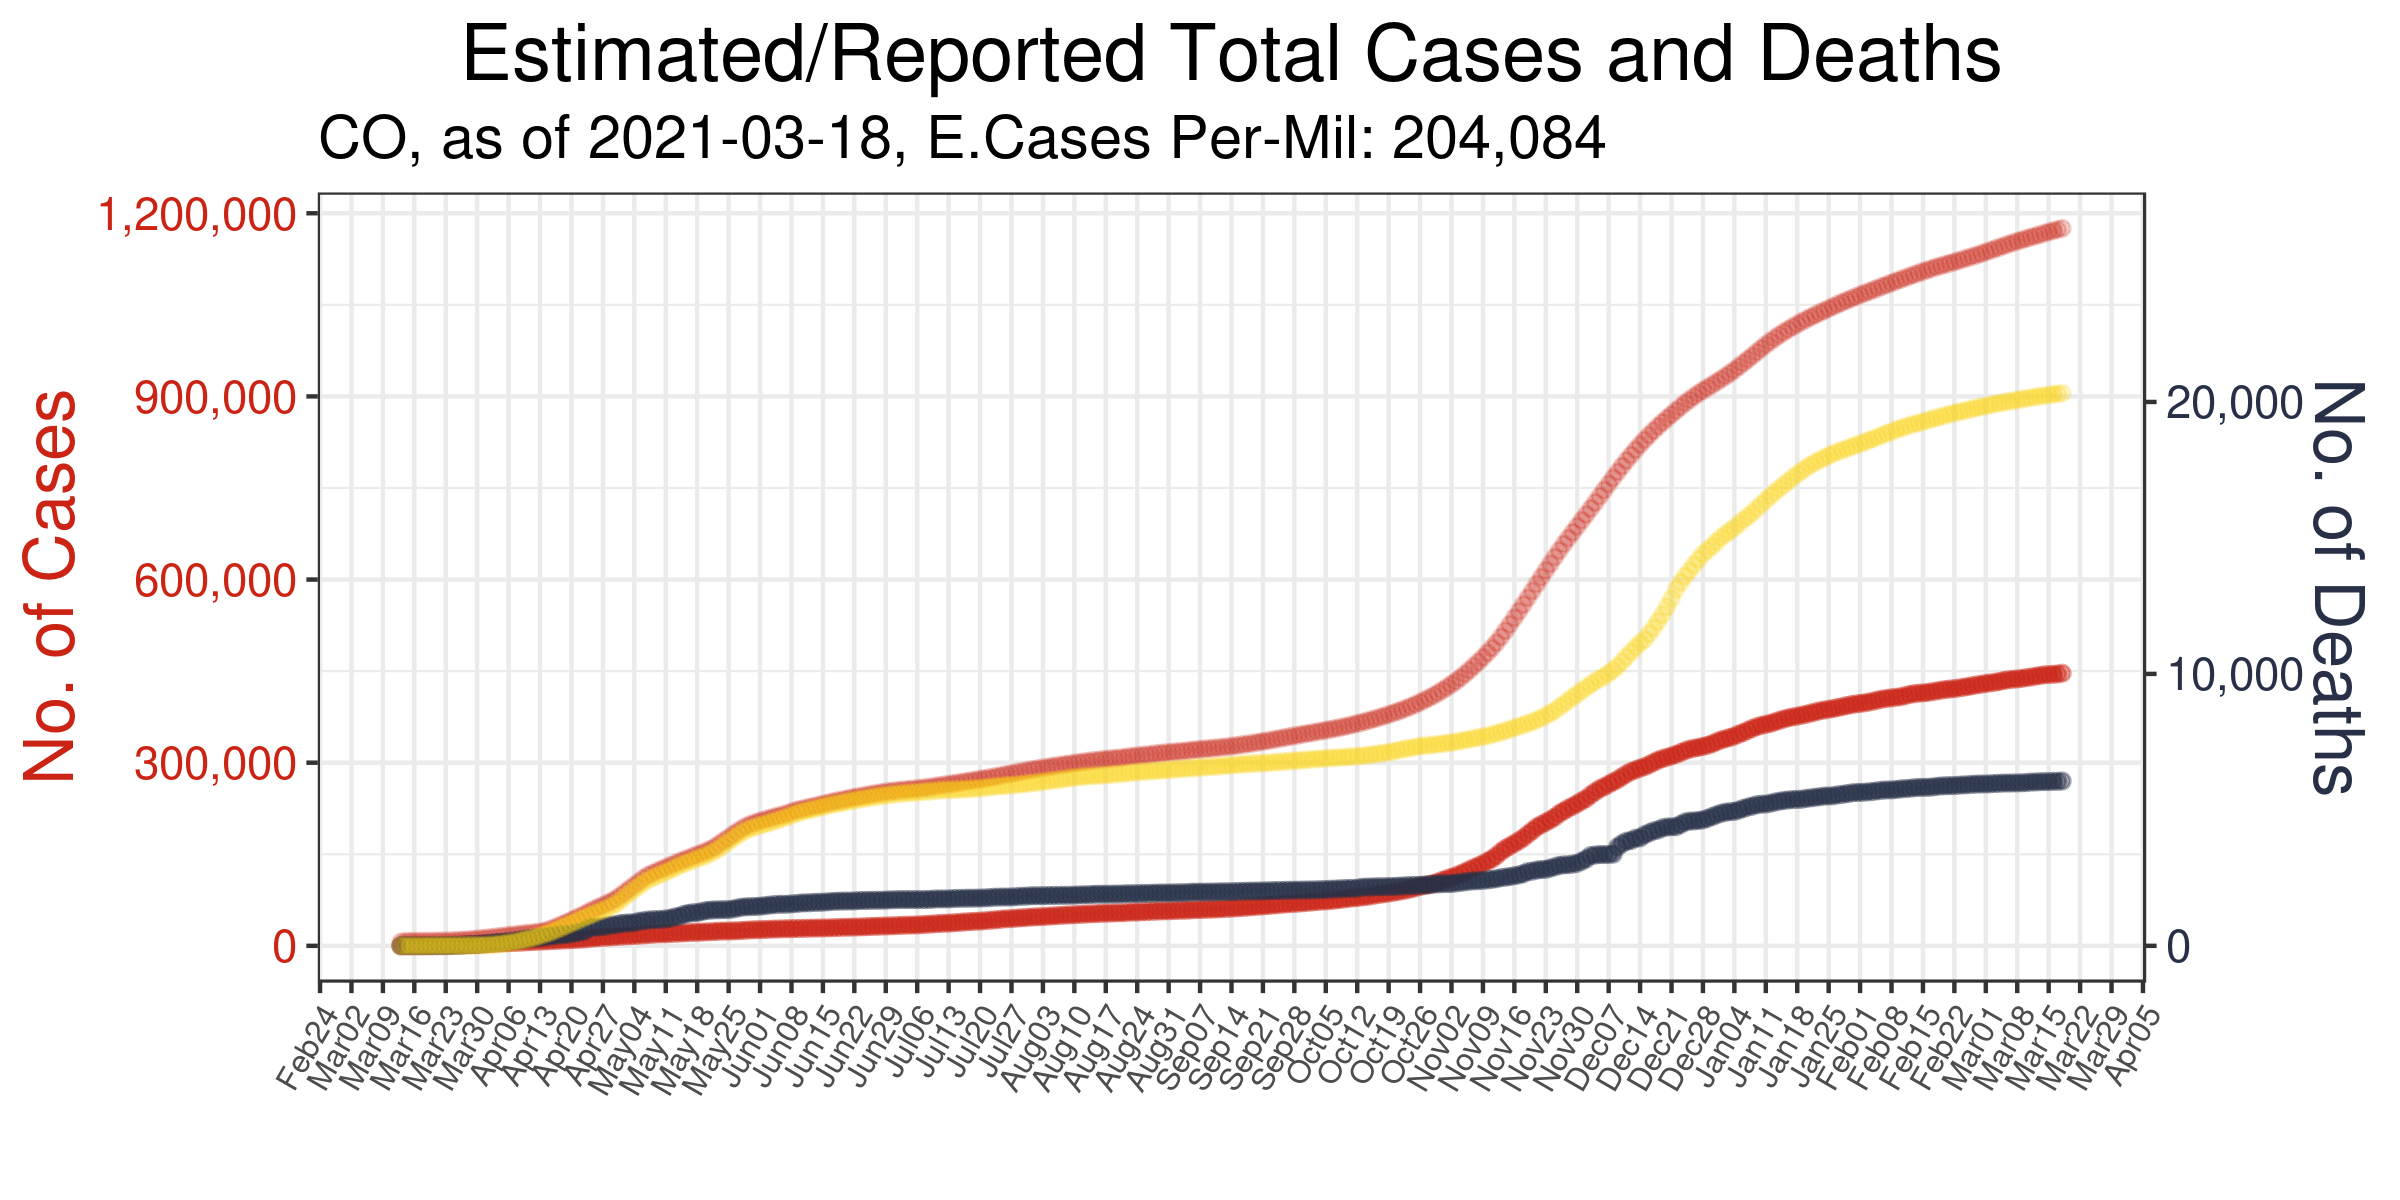 Estimated/Reported Total Cases and Deaths
CO, as of 2021-03-18, E.Cases Per-Mil: 204,084
No. of Cases
1,200,000
900,000
600,000
300,000
0
20,000
10,000
0
No. of Deaths
Feb24
Mar02
Mar09
Mar16
Mar23
Mar30
Apr06
Apr13
Apr20
Apr27
May04
May11
May18
May25
Jun01
Jun08
Jun15
Jun22
Jun29
Jul06
Jul13
Jul20
Jul27
Aug03
Aug10
Aug17
Aug24
Aug31
Sep07
Sep14
Sep21
Sep28
Oct05
Oct12
Oct19
Oct26
Nov02
Nov09
Nov16
Nov23
Nov30
Dec07
Dec14
Dec21
Dec28
Dec04
Jan11
Jan18
Jan25
Feb01
Feb08
Feb15
Feb22
Mar01
Mar08
Mar15
Mar22
Mar29
Apr05